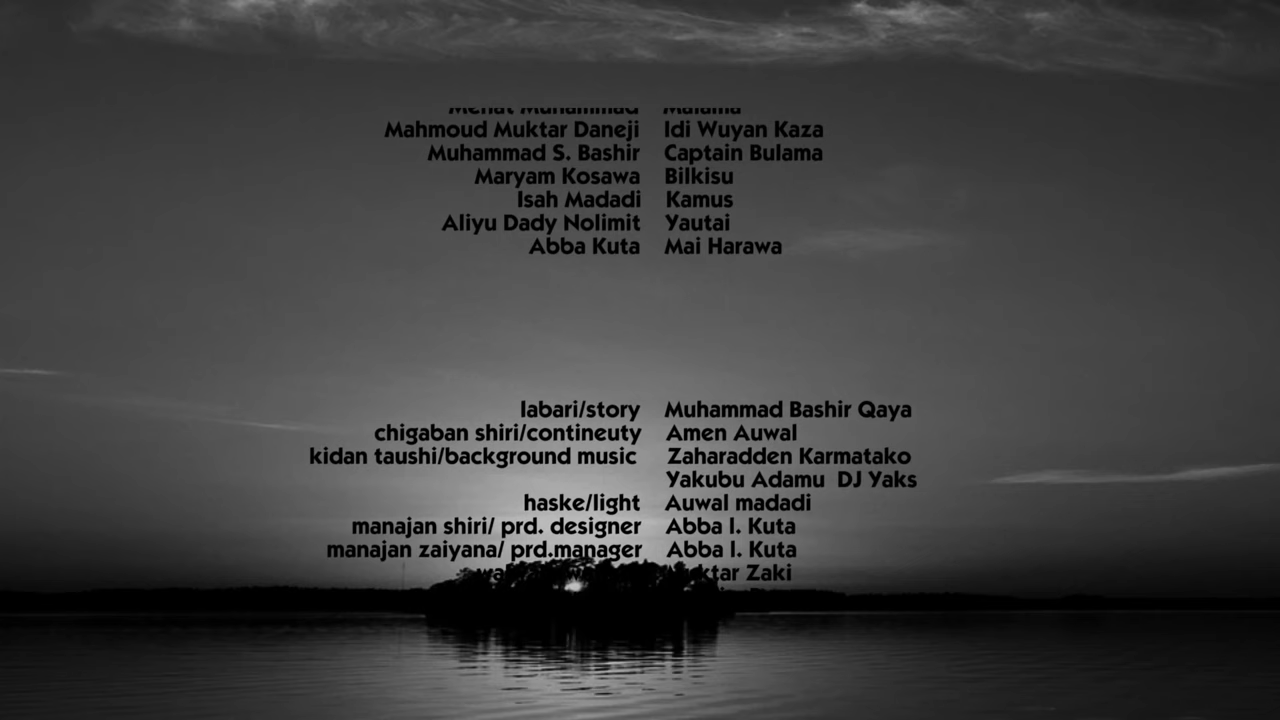 Mahmoud Muktar Daneji Idi Wuyan Kaza
Muhammad S. Bashir Captain Bulama
Maryam Kosawa Bilkisu
Isah Madadi Kamus
Aliyu Dady Nolimit Yautai
Abba Kuta Mai Harawa
labari/story Muhammad Bashir Qaya
chigaban shiri/contineuty Amen Auwal
kidan taushi/background music Zaharadden Karmatako
Yakubu Adamu DJ Yaks
haske/light Auwal madadi
manajan shiri/ prd. designer Abba I. Kuta
manajan zaiyana/ prd.manager Abba I. Kuta
Zaki